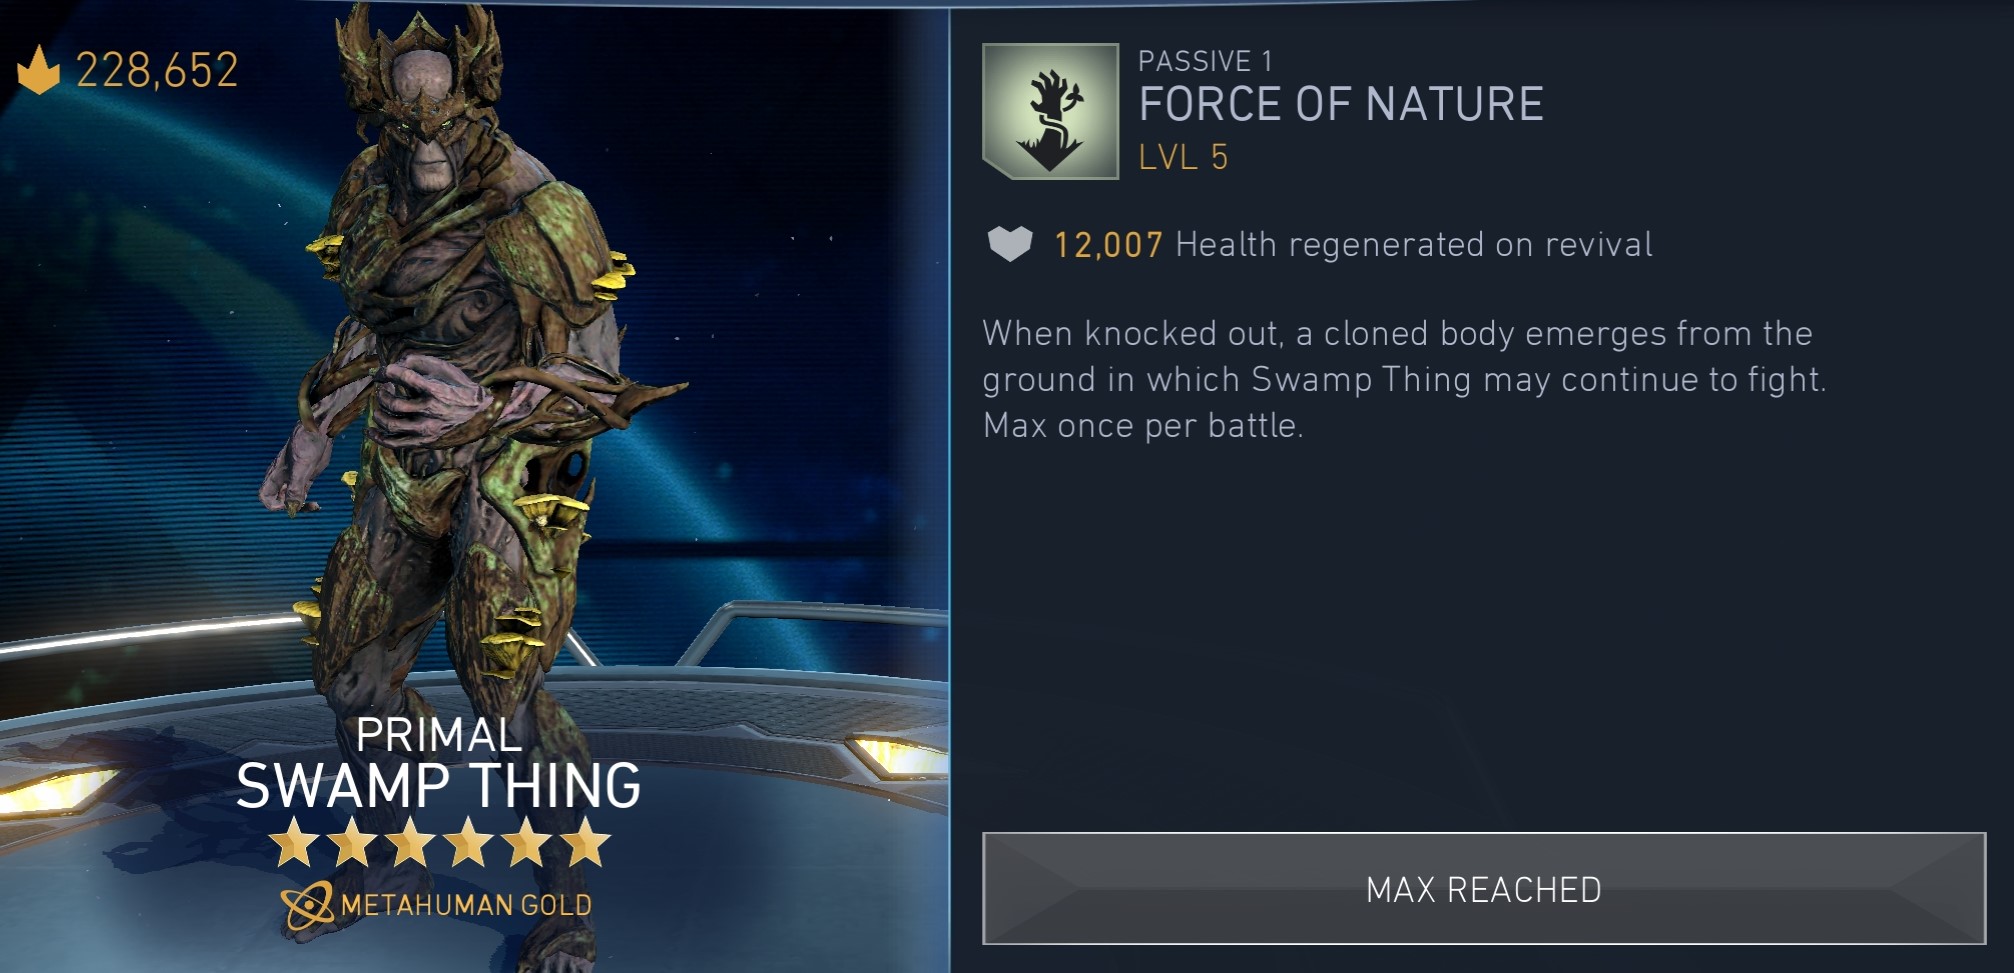 228,652
PRIMAL
SWAMP THING
METAHUMAN GOLD
PASSIVE 1
FORCE OF NATURE
LVL 5
12,007 Health regenerated on revival
When knocked out, a cloned body emerges from the
ground in which Swamp Thing may continue to fight.
Max once per battle.
MAX REACHED